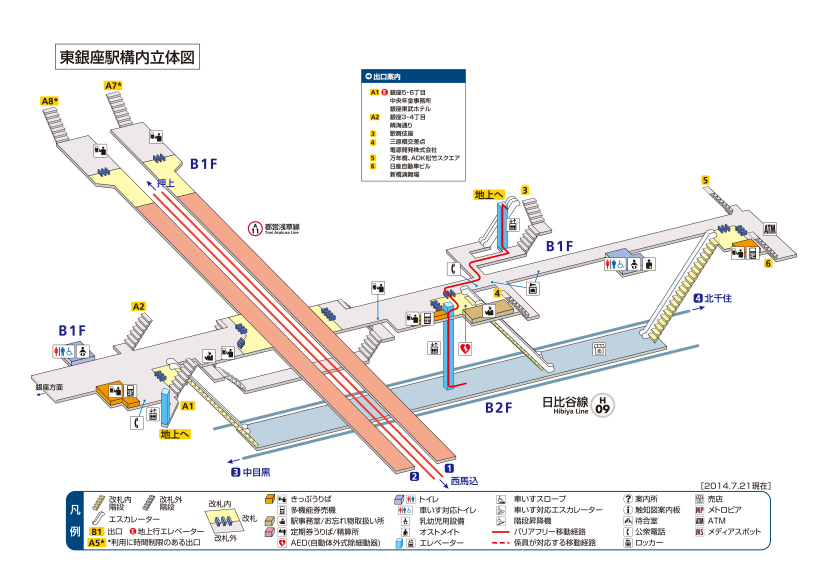 東銀座駅構内立体図
出口案内
A1 E 銀座5・6丁目
中央年金事務所
銀座東武ホテル
A2 銀座3・4丁目
晴海通り
3 歌舞伎座
4 三原橋交差点
電源開発株式会社
5 万年橋、ADK松竹スクエア
6 日産自動車ビル
新橋演舞場
A8*
A7*
B1F
押上
A 11 都営浅草線
Toei Asakusa Line
地上へ
3
5
B1F
ATM
6
4
4 北千住
A2
B1F
銀座方面
A1
地上へ
B2F
日比谷線
Hibiya Line
H 09
3 中目黒
2
1
西馬込
[2014.7.21現在]
凡例
改札内階段
改札外階段
エスカレーター
B1 出口 E 地上行エレベーター
A5* *利用に時間制限のある出口
改札内
改札
改札外
きっぷうりば
多機能券売機
駅事務室/お忘れ物取扱い所
定期券うりば/精算所
AED(自動体外式除細動器)
トイレ
車いす対応トイレ
乳幼児用設備
オストメイト
エレベーター
車いすスロープ
車いす対応エスカレーター
階段昇降機
バリアフリー移動経路
係員が対応する移動経路
? 案内所
i 触知図案内板
待合室
公衆電話
ロッカー
売店
MP メトロピア
ATM ATM
MS メディアスポット